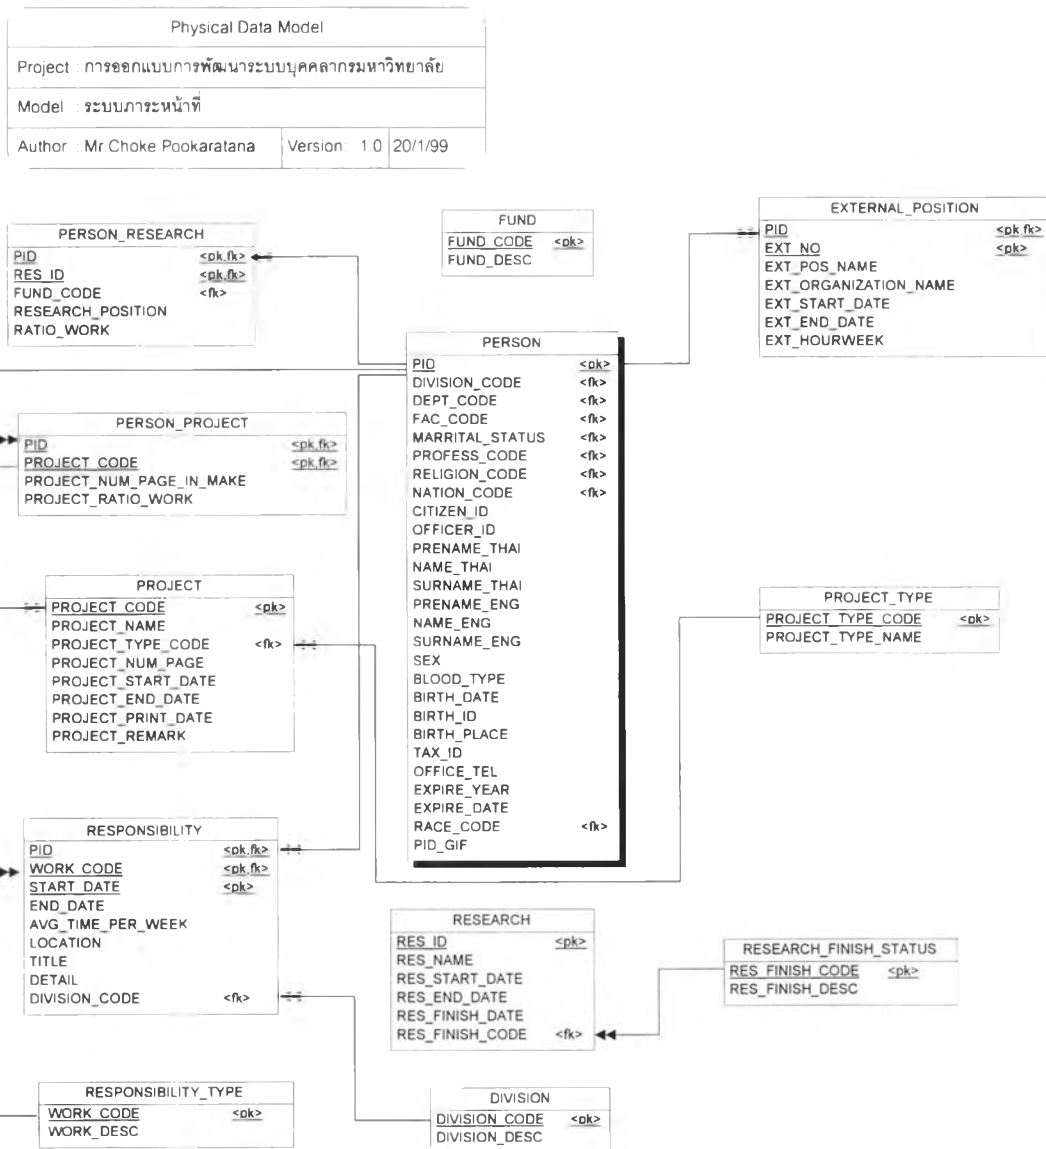 Physical Data Model
Project : การออกแบบการพัฒนาระบบบุคคลากรมหาวิทยาลัย
Model : ระบบภาระหน้าที่
Author : Mr.Choke Pookaratana Version: 1.0 20/1/99
PERSON_RESEARCH
PID <pk,fk>
RES_ID <pk,fk>
FUND_CODE <fk>
RESEARCH_POSITION
RATIO_WORK
FUND
FUND_CODE <pk>
FUND_DESC
EXTERNAL_POSITION
PID <pk,fk>
EXT_NO <pk>
EXT_POS_NAME
EXT_ORGANIZATION_NAME
EXT_START_DATE
EXT_END_DATE
EXT_HOURWEEK
PERSON
PID <pk>
DIVISION_CODE <fk>
DEPT_CODE <fk>
FAC_CODE <fk>
MARRITAL_STATUS <fk>
PROFESS_CODE <fk>
RELIGION_CODE <fk>
NATION_CODE <fk>
CITIZEN_ID
OFFICER_ID
PRENAME_THAI
NAME_THAI
SURNAME_THAI
PRENAME_ENG
NAME_ENG
SURNAME_ENG
SEX
BLOOD_TYPE
BIRTH_DATE
BIRTH_ID
BIRTH_PLACE
TAX_ID
OFFICE_TEL
EXPIRE_YEAR
EXPIRE_DATE
RACE_CODE <fk>
PID_GIF
PERSON_PROJECT
PID <pk,fk>
PROJECT_CODE <pk,fk>
PROJECT_NUM_PAGE_IN_MAKE
PROJECT_RATIO_WORK
PROJECT
PROJECT_CODE <pk>
PROJECT_NAME
PROJECT_TYPE_CODE <fk>
PROJECT_NUM_PAGE
PROJECT_START_DATE
PROJECT_END_DATE
PROJECT_PRINT_DATE
PROJECT_REMARK
PROJECT_TYPE
PROJECT_TYPE_CODE <pk>
PROJECT_TYPE_NAME
RESPONSIBILITY
PID <pk,fk>
WORK_CODE <pk,fk>
START_DATE <pk>
END_DATE
AVG_TIME_PER_WEEK
LOCATION
TITLE
DETAIL
DIVISION_CODE <fk>
RESEARCH
RES_ID <pk>
RES_NAME
RES_START_DATE
RES_END_DATE
RES_FINISH_DATE
RES_FINISH_CODE <fk>
RESEARCH_FINISH_STATUS
RES_FINISH_CODE <pk>
RES_FINISH_DESC
RESPONSIBILITY_TYPE
WORK_CODE <pk>
WORK_DESC
DIVISION
DIVISION_CODE <pk>
DIVISION_DESC